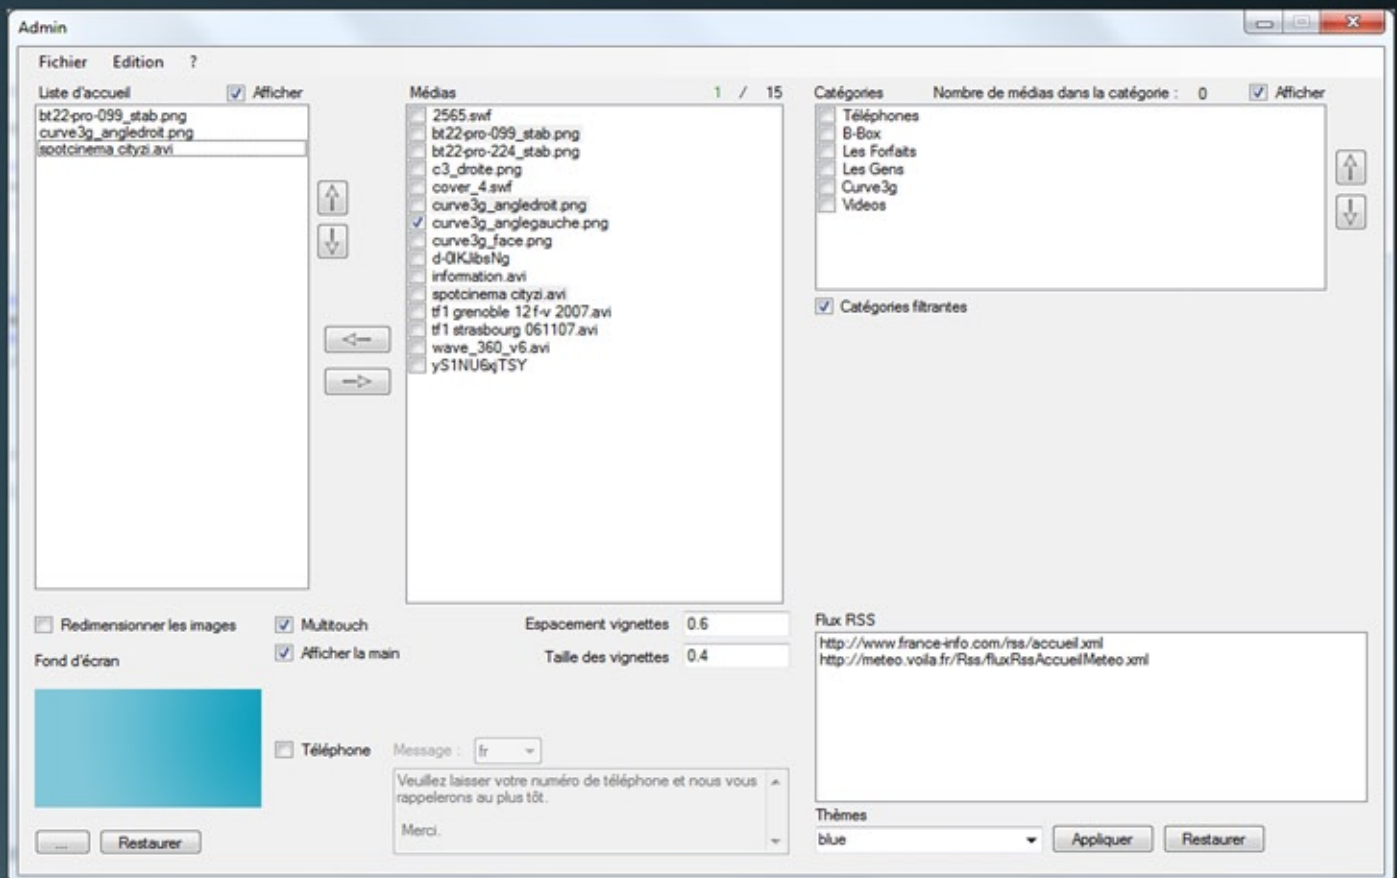 Admin
Fichier Edition ?
Liste d'accueil Afficher
bt22-pro-099_stab.png
curve3g_angledroit.png
spotcinema cityzi.avi
Médias 1 / 15
2565.swf
bt22-pro-099_stab.png
bt22-pro-224_stab.png
c3_droite.png
cover_4.swf
curve3g_angledroit.png
curve3g_anglegauche.png
curve3g_face.png
d-0IKJibsNg
information.avi
spotcinema cityzi.avi
tf1 grenoble 12 f-v 2007.avi
tf1 strasbourg 061107.avi
wave_360_v6.avi
yS1NU6xjTSY
Catégories Nombre de médias dans la catégorie : 0 Afficher
Téléphones
B-Box
Les Forfaits
Les Gens
Curve3g
Videos
Catégories filtrantes
Redimensionner les images
Multitouch
Afficher la main
Espacement vignettes 0.6
Taille des vignettes 0.4
Fond d'écran
... Restaurer
Téléphone Message : fr
Veuillez laisser votre numéro de téléphone et nous vous
rappelerons au plus tôt.
Merci.
Flux RSS
http://www.france-info.com/rss/accueil.xml
http://meteo.voila.fr/Rss/fluxRssAccueilMeteo.xml
Thèmes
blue Appliquer Restaurer